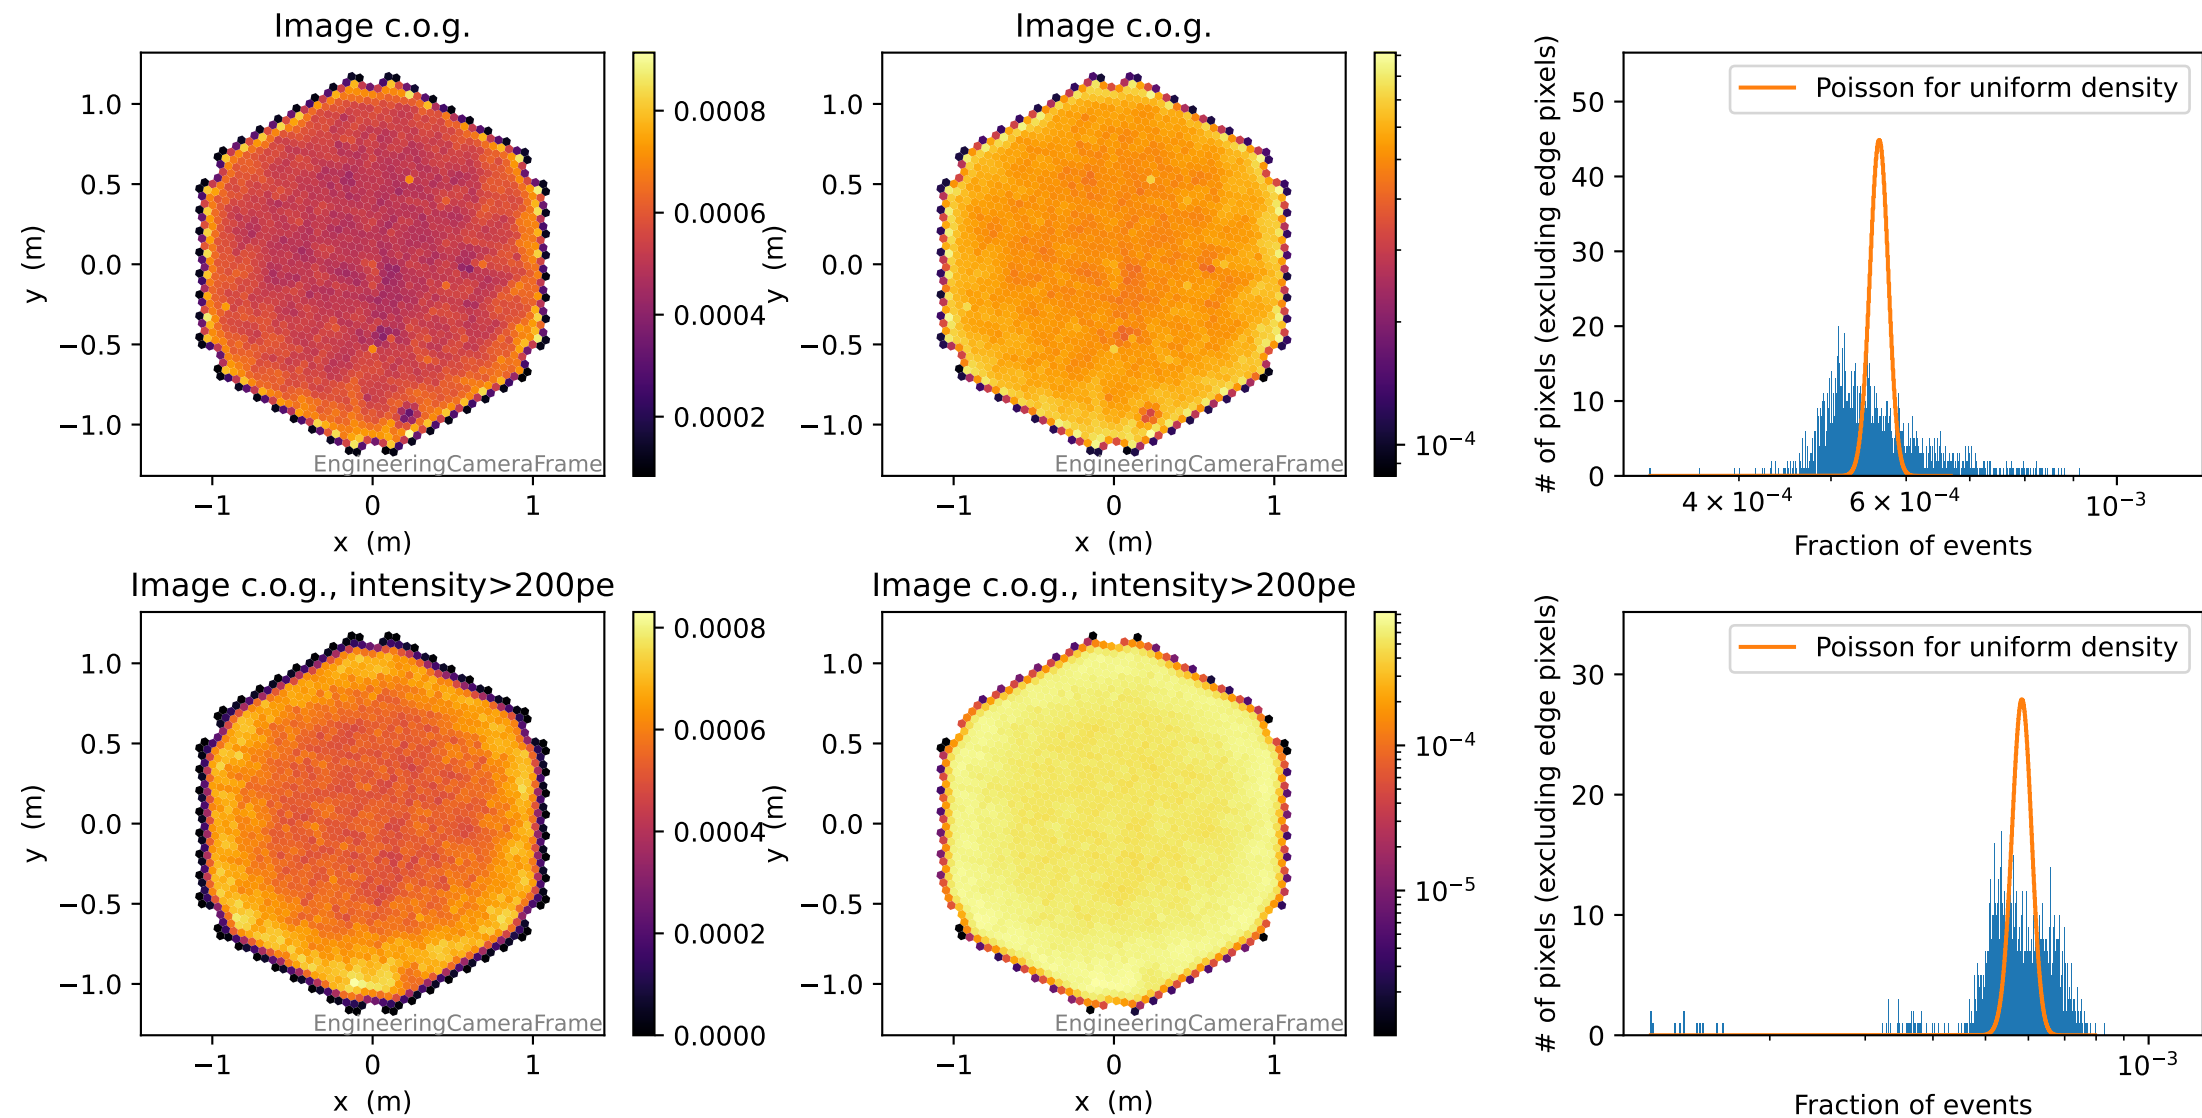 Image c.o.g.
y (m)
1.0
0.5
0.0
−0.5
−1.0
EngineeringCameraFrame
−1 0 1
x (m)
0.0008
0.0006
0.0004
0.0002
Image c.o.g.
y (m)
1.0
0.5
0.0
−0.5
−1.0
EngineeringCameraFrame
−1 0 1
x (m)
10⁻⁴
# of pixels (excluding edge pixels)
50
40
30
20
10
0
Poisson for uniform density
4 × 10⁻⁴ 6 × 10⁻⁴ 10⁻³
Fraction of events
Image c.o.g., intensity>200pe
y (m)
1.0
0.5
0.0
−0.5
−1.0
EngineeringCameraFrame
−1 0 1
x (m)
0.0008
0.0006
0.0004
0.0002
0.0000
Image c.o.g., intensity>200pe
y (m)
1.0
0.5
0.0
−0.5
−1.0
EngineeringCameraFrame
−1 0 1
x (m)
10⁻⁴
10⁻⁵
# of pixels (excluding edge pixels)
30
20
10
0
Poisson for uniform density
10⁻³
Fraction of events